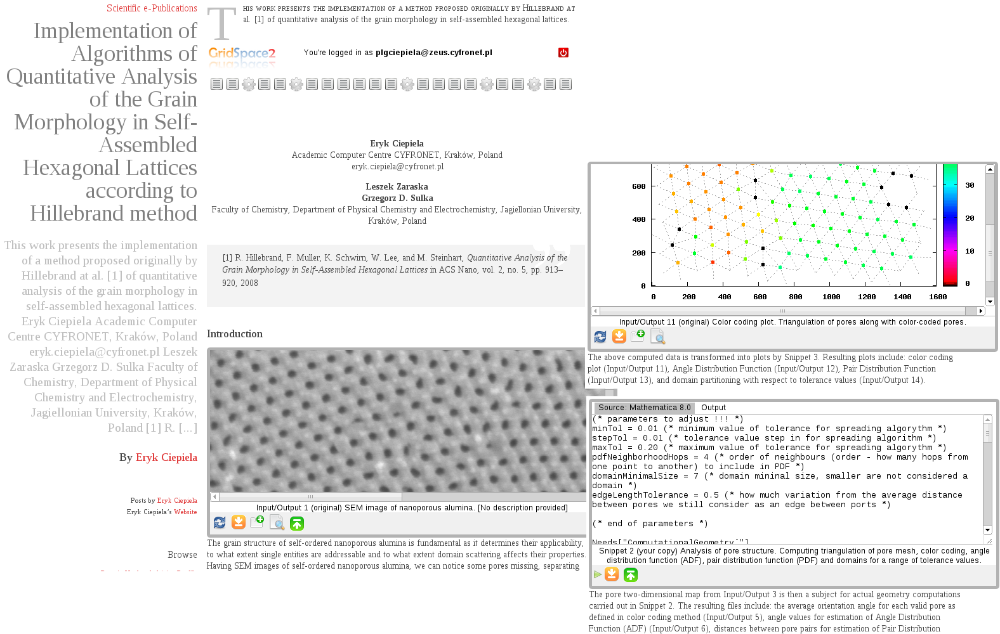 Scientific e-Publications
Implementation of
Algorithms of
Quantitative Analysis
of the Grain
Morphology in Self-
Assembled
Hexagonal Lattices
according to
Hillebrand method
This work presents the implementation
of a method proposed originally by
Hillebrand at al. [1] of quantitative
analysis of the grain morphology in
self-assembled hexagonal lattices.
Eryk Ciepiela Academic Computer
Centre CYFRONET, Kraków, Poland
eryk.ciepiela@cyfronet.pl Leszek
Zaraska Grzegorz D. Sulka Faculty of
Chemistry, Department of Physical
Chemistry and Electrochemistry,
Jagiellonian University, Kraków,
Poland [1] R. [...]
By Eryk Ciepiela
Posts by Eryk Ciepiela
Eryk Ciepiela's Website
Browse
THIS WORK PRESENTS THE IMPLEMENTATION OF A METHOD PROPOSED ORIGINALLY BY HILLEBRAND AT
al. [1] of quantitative analysis of the grain morphology in self-assembled hexagonal lattices.
GridSpace2
You're logged in as plgciepiela@zeus.cyfronet.pl
Eryk Ciepiela
Academic Computer Centre CYFRONET, Kraków, Poland
eryk.ciepiela@cyfronet.pl
Leszek Zaraska
Grzegorz D. Sulka
Faculty of Chemistry, Department of Physical Chemistry and Electrochemistry, Jagiellonian University,
Kraków, Poland
[1] R. Hillebrand, F. Muller, K. Schwirn, W. Lee, and M. Steinhart, Quantitative Analysis of the
Grain Morphology in Self-Assembled Hexagonal Lattices in ACS Nano, vol. 2, no. 5, pp. 913–
920, 2008
Introduction
Input/Output 1 (original) SEM image of nanoporous alumina. [No description provided]
The grain structure of self-ordered nanoporous alumina is fundamental as it determines their applicability,
to what extent single entities are addressable and to what extent domain scattering affects their properties.
Having SEM images of self-ordered nanoporous alumina, we can notice some pores missing, separating
600
400
200
0
0 200 400 600 800 1000 1200 1400 1600
30
20
10
0
Input/Output 11 (original) Color coding plot. Triangulation of pores along with color-coded pores.
The above computed data is transformed into plots by Snippet 3. Resulting plots include: color coding
plot (Input/Output 11), Angle Distribution Function (Input/Output 12), Pair Distribution Function
(Input/Output 13), and domain partitioning with respect to tolerance values (Input/Output 14).
Source: Mathematica 8.0 Output
(* parameters to adjust !!! *)
minTol = 0.01 (* minimum value of tolerance for spreading algorythm *)
stepTol = 0.01 (* tolerance value step in for spreading algorithm *)
maxTol = 0.20 (* maximum value of tolerance for spreading algorythm *)
pdfNeighborhoodHops = 4 (* order of neighbours (order - how many hops from
one point to another) to include in PDF *)
domainMinimalSize = 7 (* domain mininal size, smaller are not considered a
domain *)
edgeLengthTolerance = 0.5 (* how much variation from the average distance
between pores we still consider as an edge between ports *)
(* end of parameters *)
Needs["ComputationalGeometry`"]
Snippet 2 (your copy) Analysis of pore structure. Computing triangulation of pore mesh, color coding, angle
distribution function (ADF), pair distribution function (PDF) and domains for a range of tolerance values.
The pore two-dimensional map from Input/Output 3 is then a subject for actual geometry computations
carried out in Snippet 2. The resulting files include: the average orientation angle for each valid pore as
defined in color coding method (Input/Output 5), angle values for estimation of Angle Distribution
Function (ADF) (Input/Output 6), distances between pore pairs for estimation of Pair Distribution